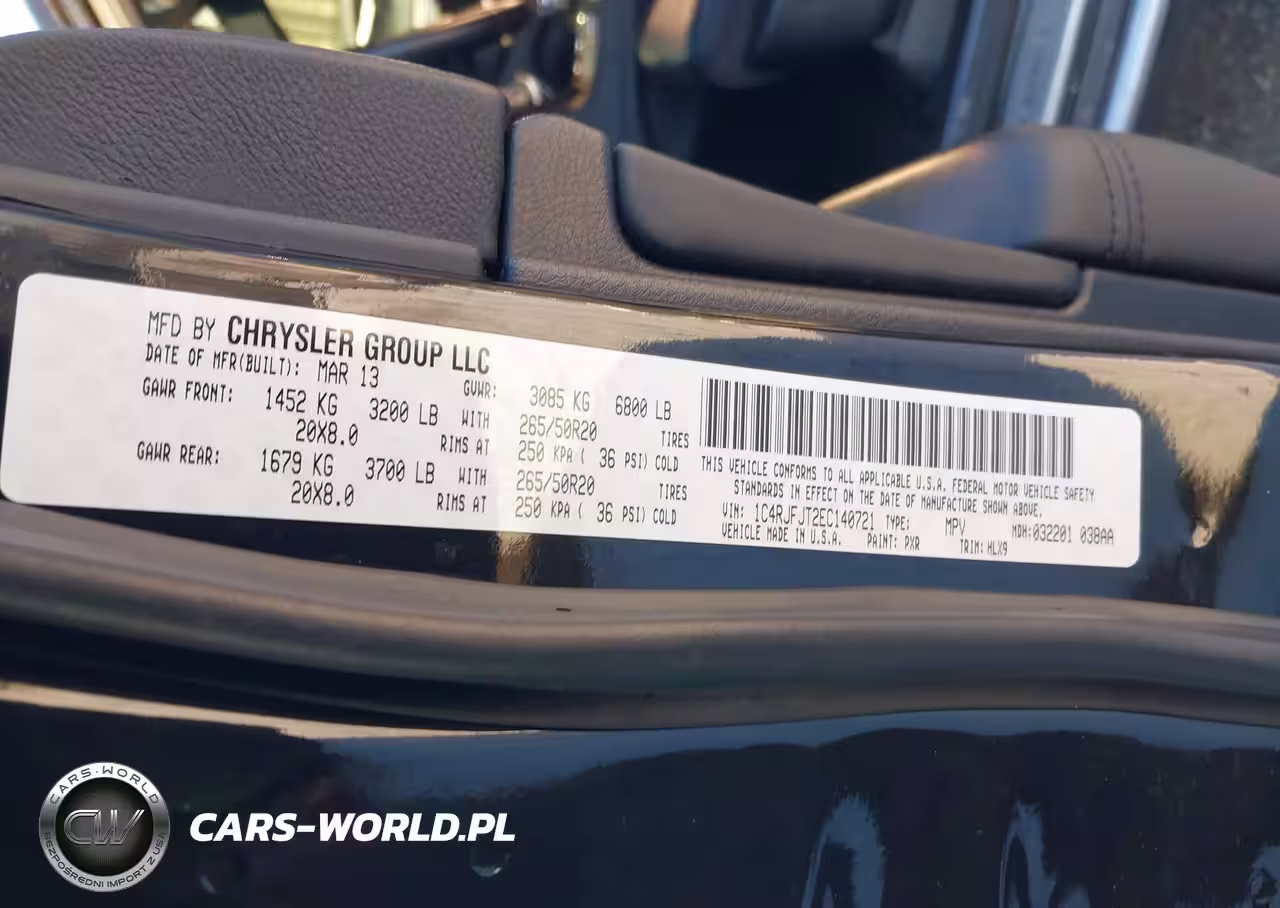 MFD BY CHRYSLER GROUP LLC
DATE OF MFR(BUILT): MAR 13 GVWR: 3085 KG 6800 LB
GAWR FRONT: 1452 KG 3200 LB WITH 265/50R20 TIRES
20X8.0 RIMS AT 250 KPA ( 36 PSI) COLD
GAWR REAR: 1679 KG 3700 LB WITH 265/50R20 TIRES
20X8.0 RIMS AT 250 KPA ( 36 PSI) COLD
THIS VEHICLE CONFORMS TO ALL APPLICABLE U.S.A. FEDERAL MOTOR VEHICLE SAFETY
STANDARDS IN EFFECT ON THE DATE OF MANUFACTURE SHOWN ABOVE.
VIN: 1C4RJFJT2EC140721 TYPE: MPV MDH:032201 038AA
VEHICLE MADE IN U.S.A. PAINT: PXR TRIM: HLX9
CARS-WORLD
CW
BEZPOŚREDNI IMPORT Z USA
CARS-WORLD.PL